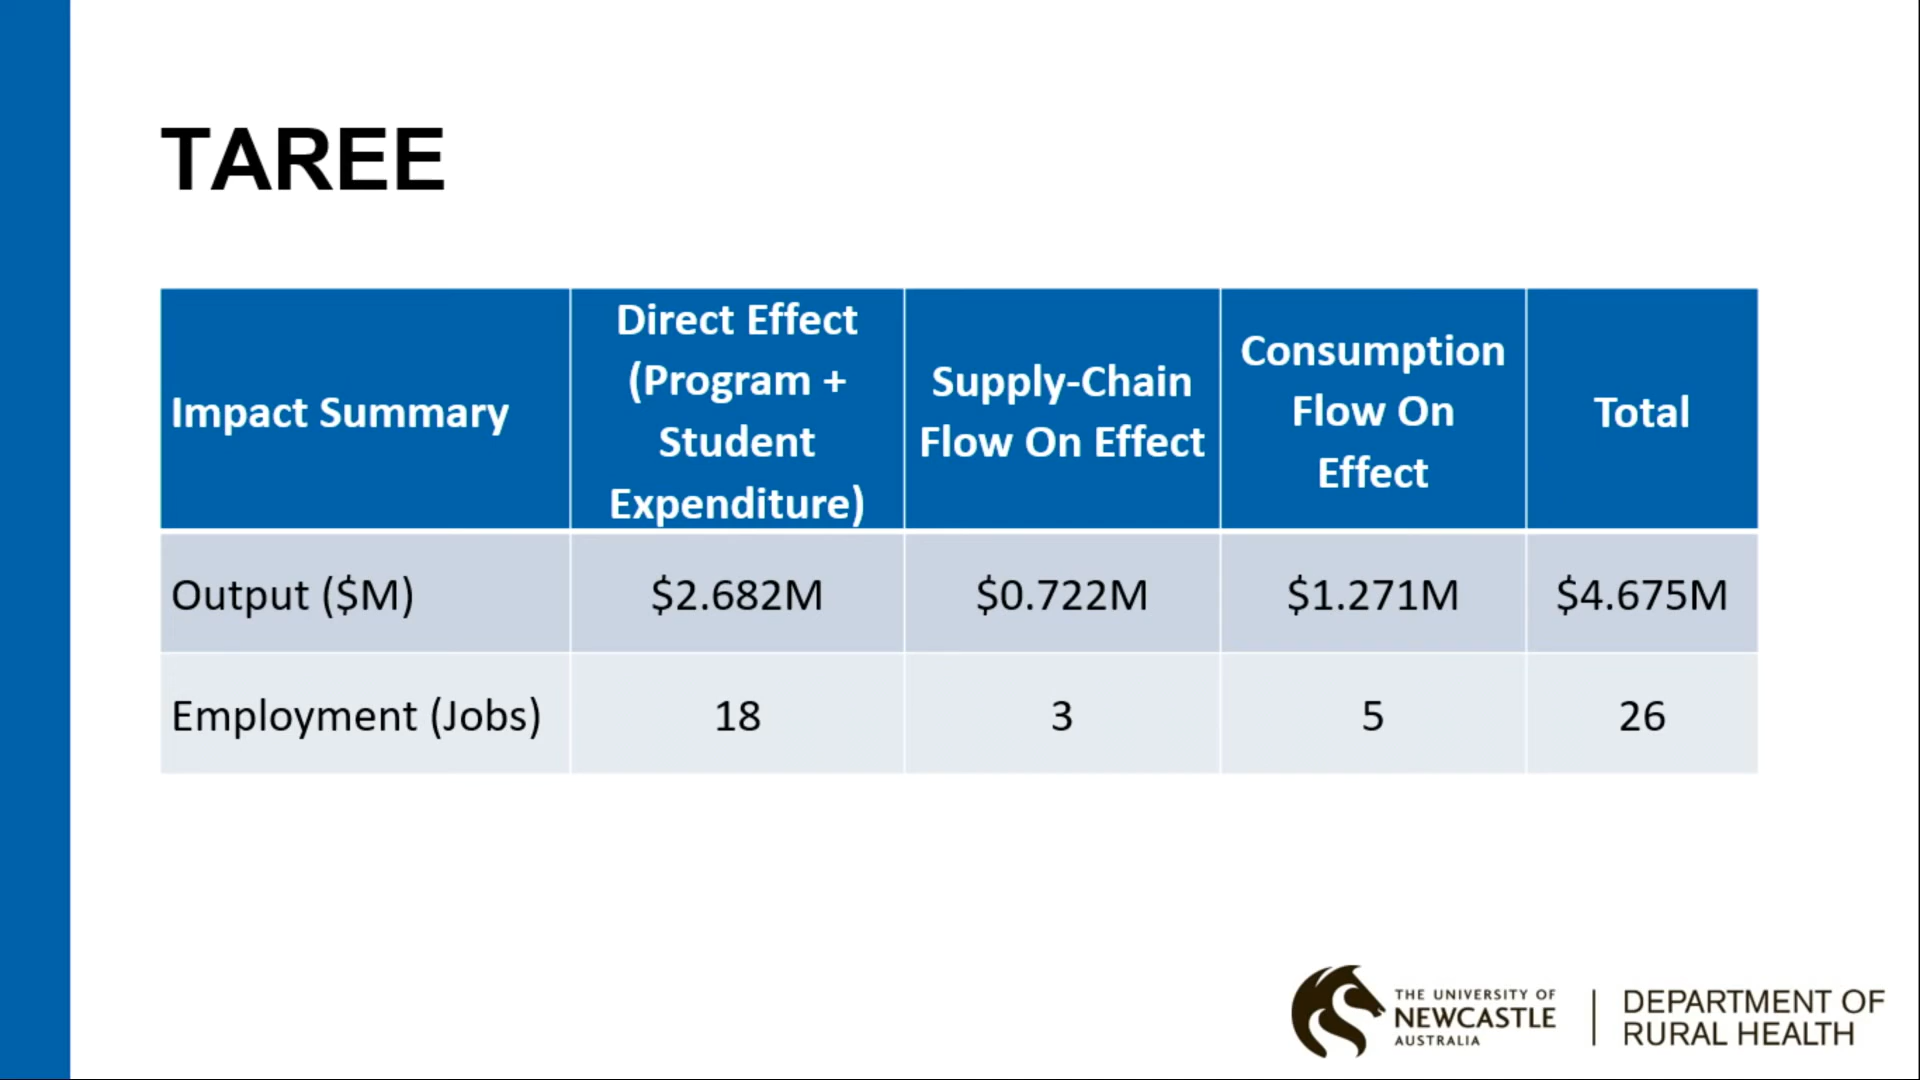 TAREE
Impact Summary
Direct Effect
(Program +
Student
Expenditure)
Supply-Chain
Flow On Effect
Consumption
Flow On
Effect
Total
Output ($M)
$2.682M
$0.722M
$1.271M
$4.675M
Employment (Jobs)
18
3
5
26
THE UNIVERSITY OF
NEWCASTLE
AUSTRALIA
DEPARTMENT OF
RURAL HEALTH